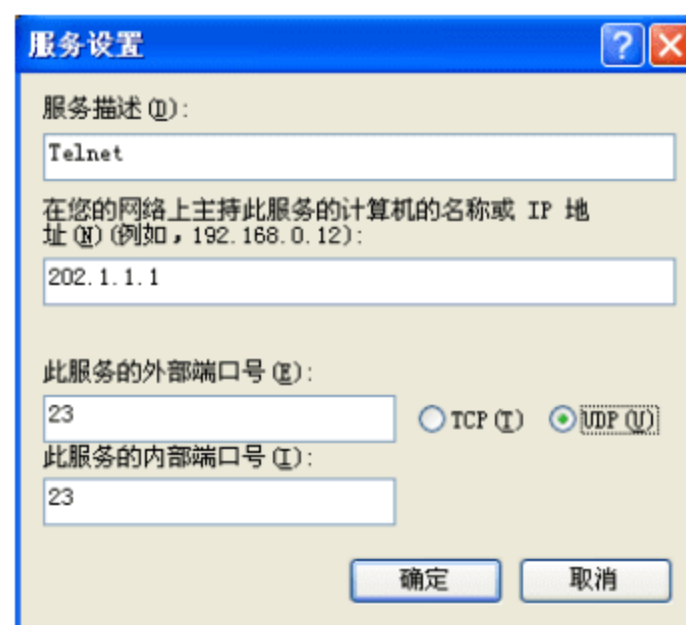 服务设置
服务描述(D):
Telnet
在您的网络上主持此服务的计算机的名称或 IP 地
址(N)(例如，192.168.0.12):
202.1.1.1
此服务的外部端口号(E):
23
TCP(T) UDP(U)
此服务的内部端口号(I):
23
确定 取消